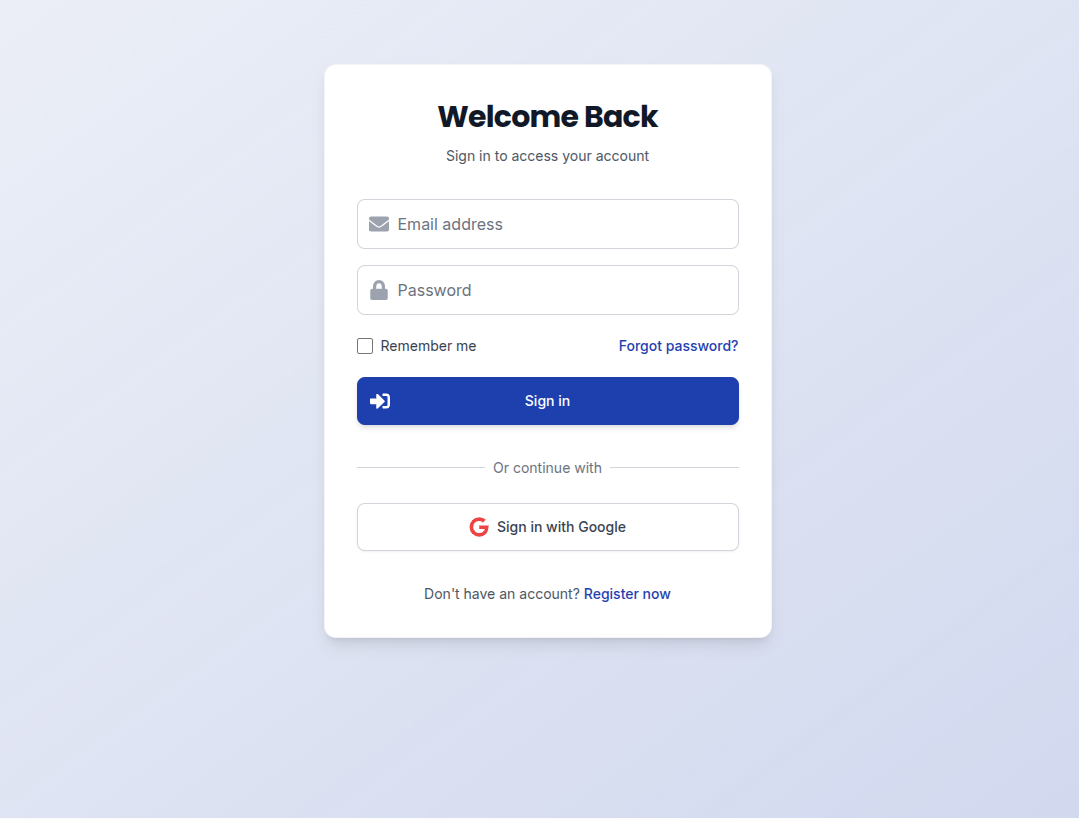 Welcome Back
Sign in to access your account
Email address
Password
Remember me Forgot password?
Sign in
Or continue with
Sign in with Google
Don't have an account? Register now